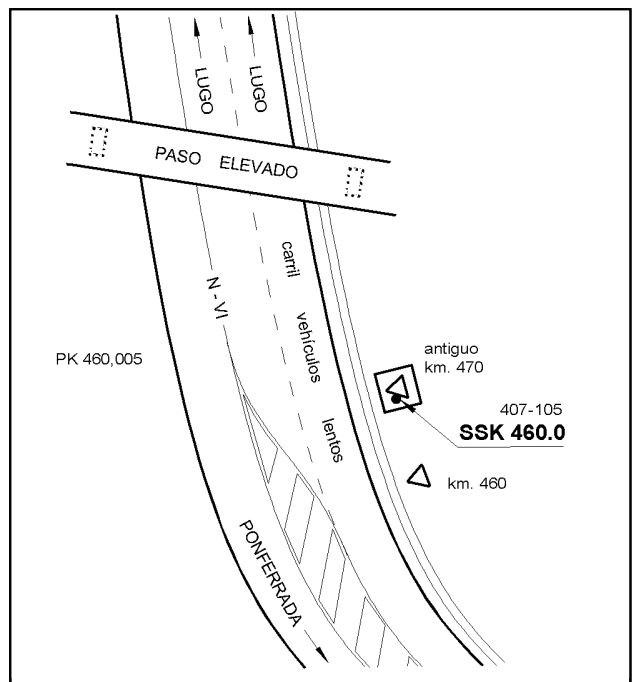 LUGO
LUGO
PASO ELEVADO
carril
vehículos
lentos
N - VI
PK 460,005
antiguo
km. 470
407-105
SSK 460.0
km. 460
PONFERRADA